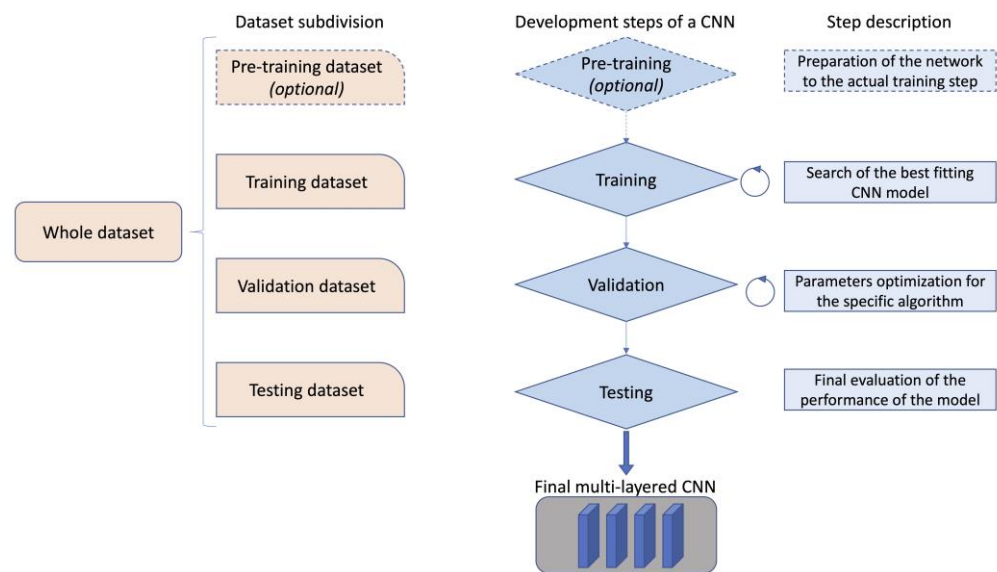 Dataset subdivision
Development steps of a CNN
Step description
Pre-training dataset
(optional)
Pre-training
(optional)
Preparation of the network
to the actual training step
Training dataset
Training
Search of the best fitting
CNN model
Whole dataset
Validation dataset
Validation
Parameters optimization for
the specific algorithm
Testing dataset
Testing
Final evaluation of the
performance of the model
Final multi-layered CNN